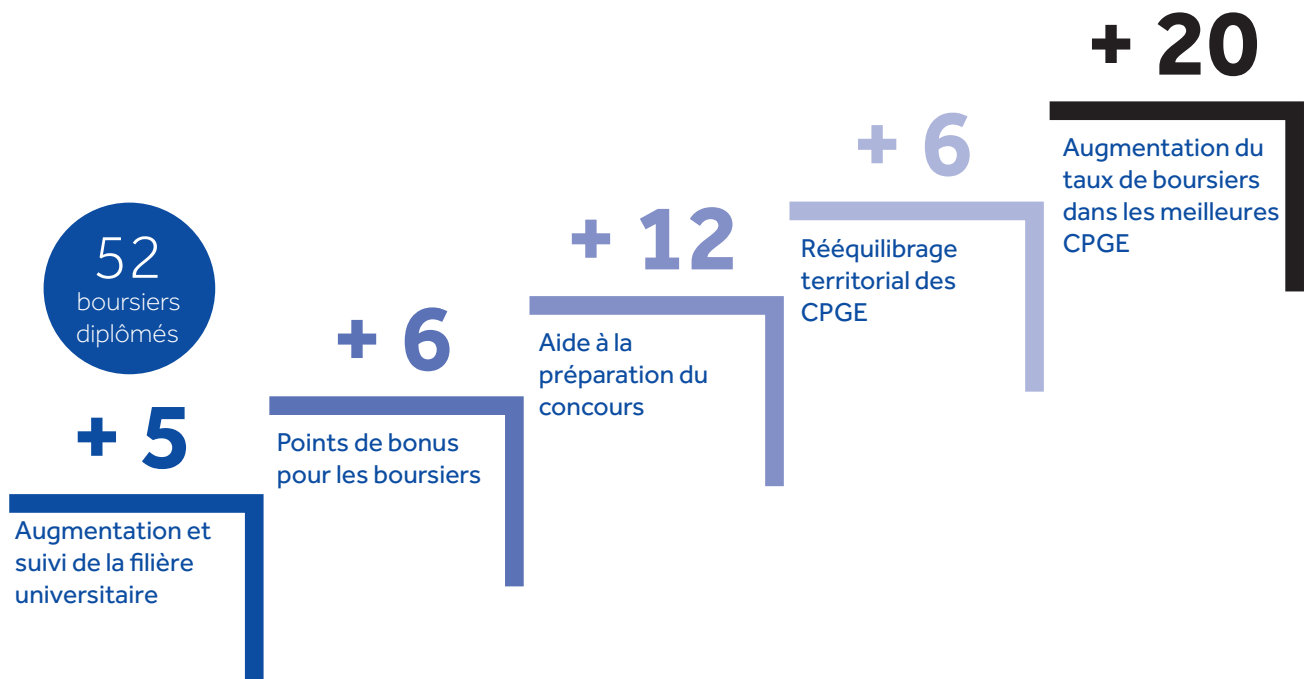 52
boursiers
diplômés
+ 5
Augmentation et
suivi de la filière
universitaire
+ 6
Points de bonus
pour les boursiers
+ 12
Aide à la
préparation du
concours
+ 6
Rééquilibrage
territorial des
CPGE
+ 20
Augmentation du
taux de boursiers
dans les meilleures
CPGE